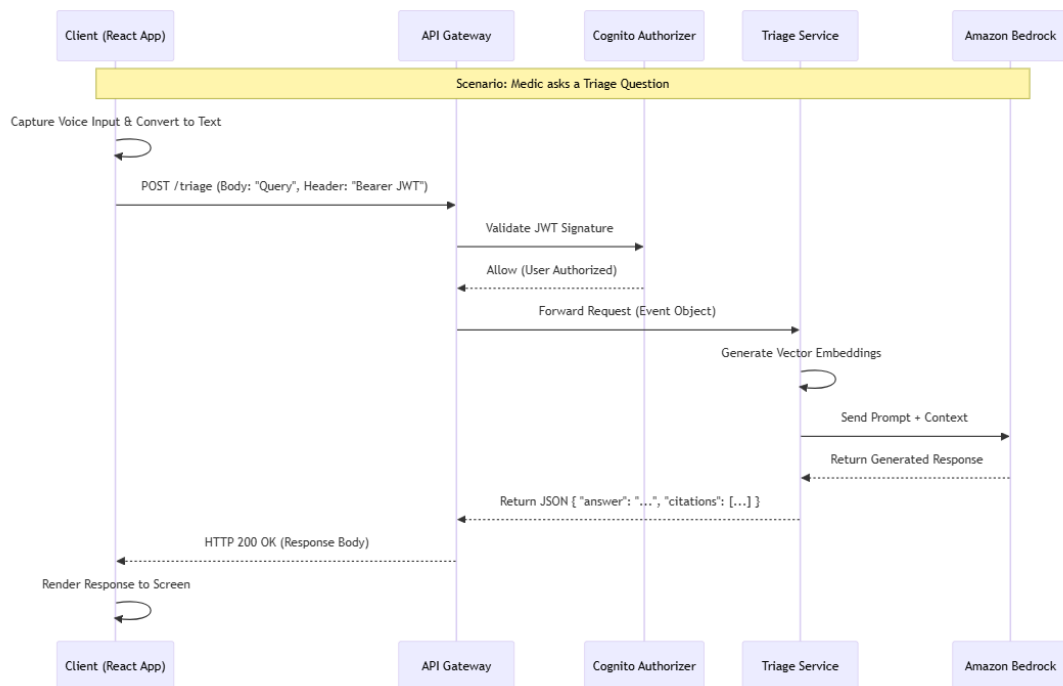 Client (React App)
API Gateway
Cognito Authorizer
Triage Service
Amazon Bedrock
Scenario: Medic asks a Triage Question
Capture Voice Input & Convert to Text
POST /triage (Body: "Query", Header: "Bearer JWT")
Validate JWT Signature
Allow (User Authorized)
Forward Request (Event Object)
Generate Vector Embeddings
Send Prompt + Context
Return Generated Response
Return JSON { "answer": "...", "citations": [...] }
HTTP 200 OK (Response Body)
Render Response to Screen
Client (React App)
API Gateway
Cognito Authorizer
Triage Service
Amazon Bedrock